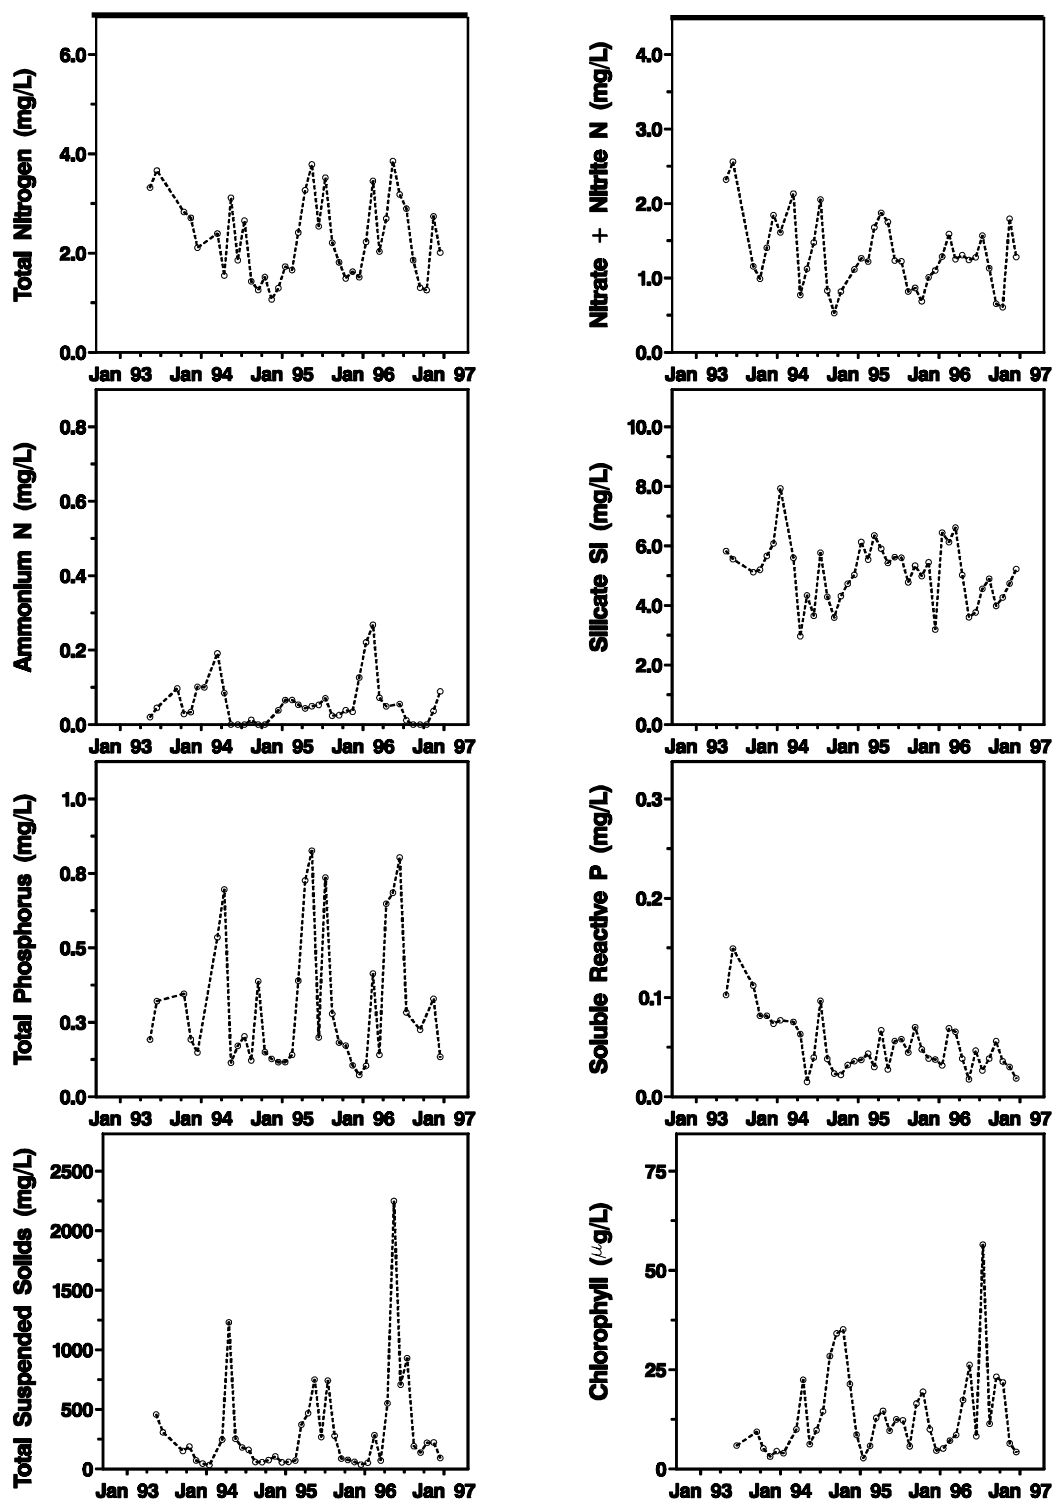 Total Nitrogen (mg/L)
6.0
4.0
2.0
0.0
Jan 93 Jan 94 Jan 95 Jan 96 Jan 97
Nitrate + Nitrite N (mg/L)
4.0
3.0
2.0
1.0
0.0
Jan 93 Jan 94 Jan 95 Jan 96 Jan 97
Ammonium N (mg/L)
0.8
0.6
0.4
0.2
0.0
Jan 93 Jan 94 Jan 95 Jan 96 Jan 97
Silicate Si (mg/L)
10.0
8.0
6.0
4.0
2.0
0.0
Jan 93 Jan 94 Jan 95 Jan 96 Jan 97
Total Phosphorus (mg/L)
1.0
0.8
0.5
0.3
0.0
Jan 93 Jan 94 Jan 95 Jan 96 Jan 97
Soluble Reactive P (mg/L)
0.3
0.2
0.1
0.0
Jan 93 Jan 94 Jan 95 Jan 96 Jan 97
Total Suspended Solids (mg/L)
2500
2000
1500
1000
500
0
Jan 93 Jan 94 Jan 95 Jan 96 Jan 97
Chlorophyll (μg/L)
75
50
25
0
Jan 93 Jan 94 Jan 95 Jan 96 Jan 97